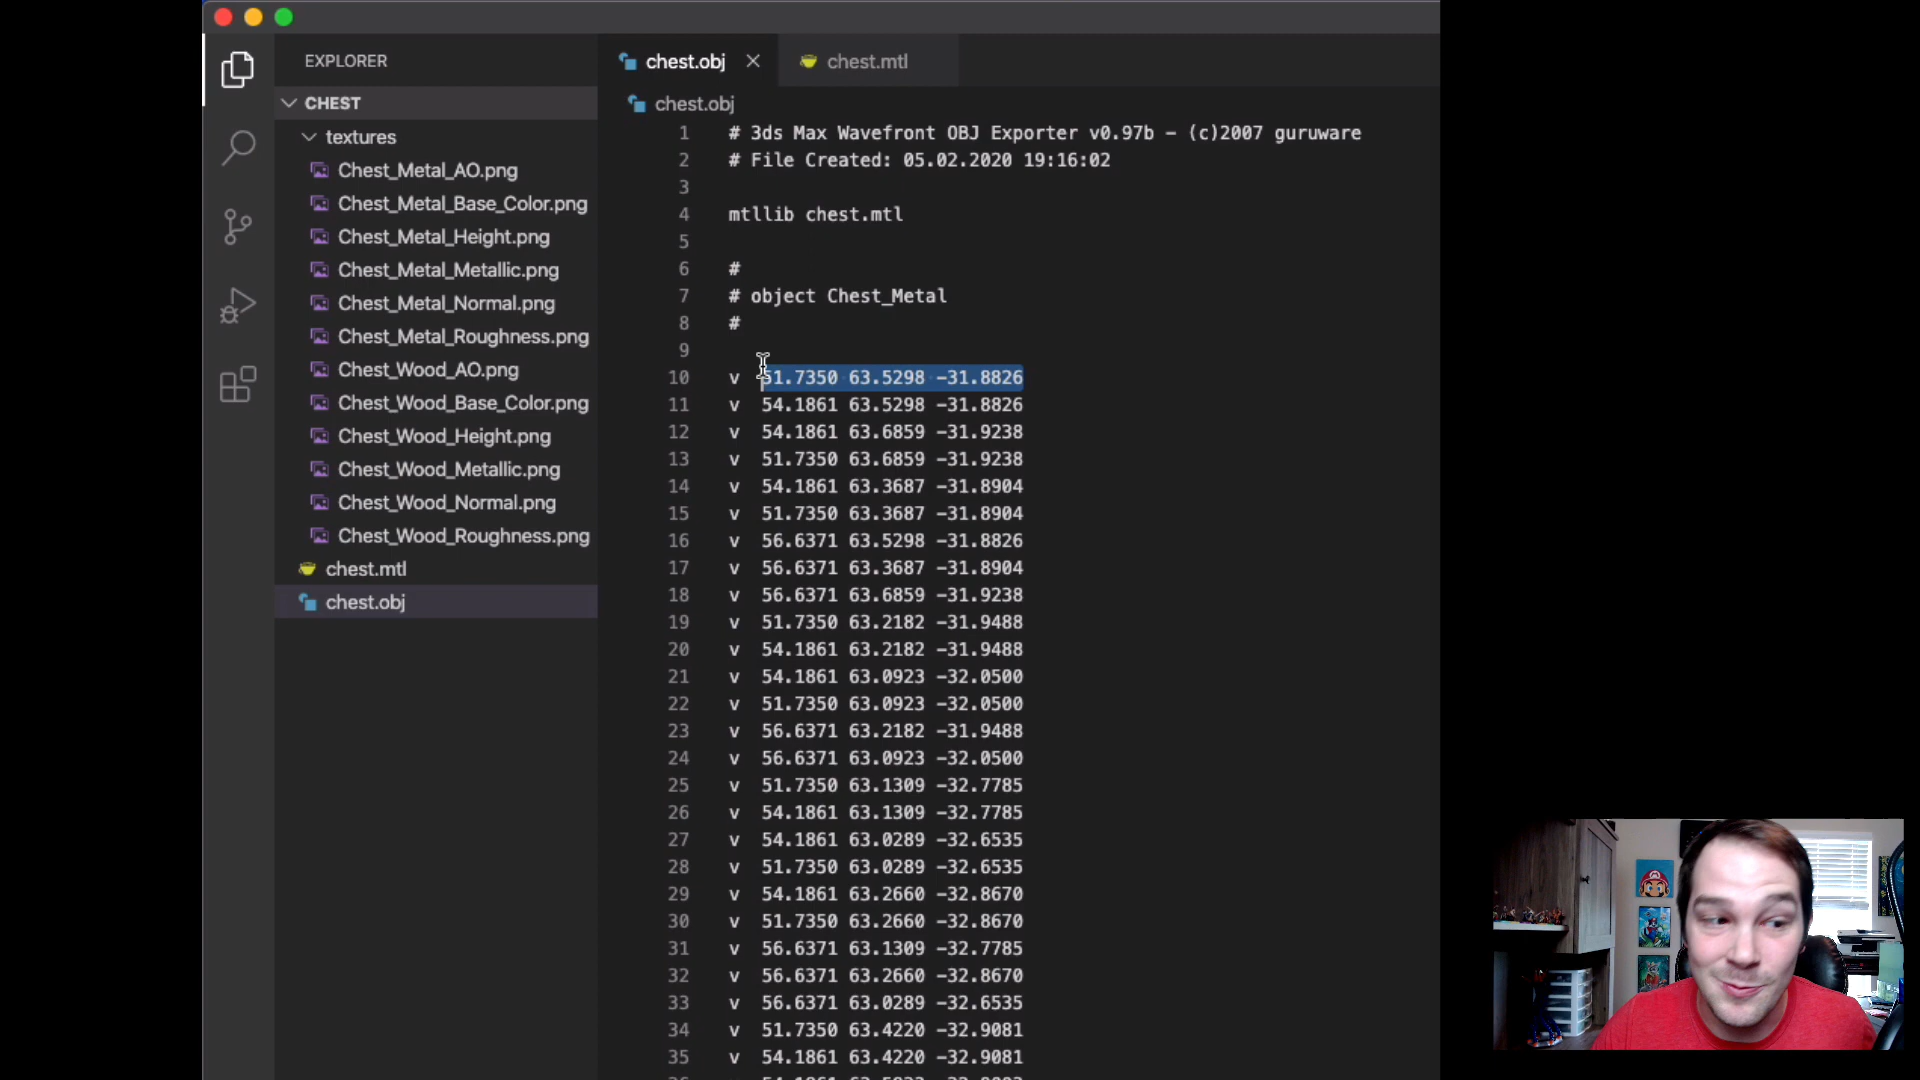 EXPLORER
CHEST
textures
Chest_Metal_AO.png
Chest_Metal_Base_Color.png
Chest_Metal_Height.png
Chest_Metal_Metallic.png
Chest_Metal_Normal.png
Chest_Metal_Roughness.png
Chest_Wood_AO.png
Chest_Wood_Base_Color.png
Chest_Wood_Height.png
Chest_Wood_Metallic.png
Chest_Wood_Normal.png
Chest_Wood_Roughness.png
chest.mtl
chest.obj
chest.obj chest.mtl
chest.obj
1 # 3ds Max Wavefront OBJ Exporter v0.97b - (c)2007 guruware
2 # File Created: 05.02.2020 19:16:02
3
4 mtllib chest.mtl
5
6 #
7 # object Chest_Metal
8 #
9
10 v 51.7350 63.5298 -31.8826
11 v 54.1861 63.5298 -31.8826
12 v 54.1861 63.6859 -31.9238
13 v 51.7350 63.6859 -31.9238
14 v 54.1861 63.3687 -31.8904
15 v 51.7350 63.3687 -31.8904
16 v 56.6371 63.5298 -31.8826
17 v 56.6371 63.3687 -31.8904
18 v 56.6371 63.6859 -31.9238
19 v 51.7350 63.2182 -31.9488
20 v 54.1861 63.2182 -31.9488
21 v 54.1861 63.0923 -32.0500
22 v 51.7350 63.0923 -32.0500
23 v 56.6371 63.2182 -31.9488
24 v 56.6371 63.0923 -32.0500
25 v 51.7350 63.1309 -32.7785
26 v 54.1861 63.1309 -32.7785
27 v 54.1861 63.0289 -32.6535
28 v 51.7350 63.0289 -32.6535
29 v 54.1861 63.2660 -32.8670
30 v 51.7350 63.2660 -32.8670
31 v 56.6371 63.1309 -32.7785
32 v 56.6371 63.2660 -32.8670
33 v 56.6371 63.0289 -32.6535
34 v 51.7350 63.4220 -32.9081
35 v 54.1861 63.4220 -32.9081